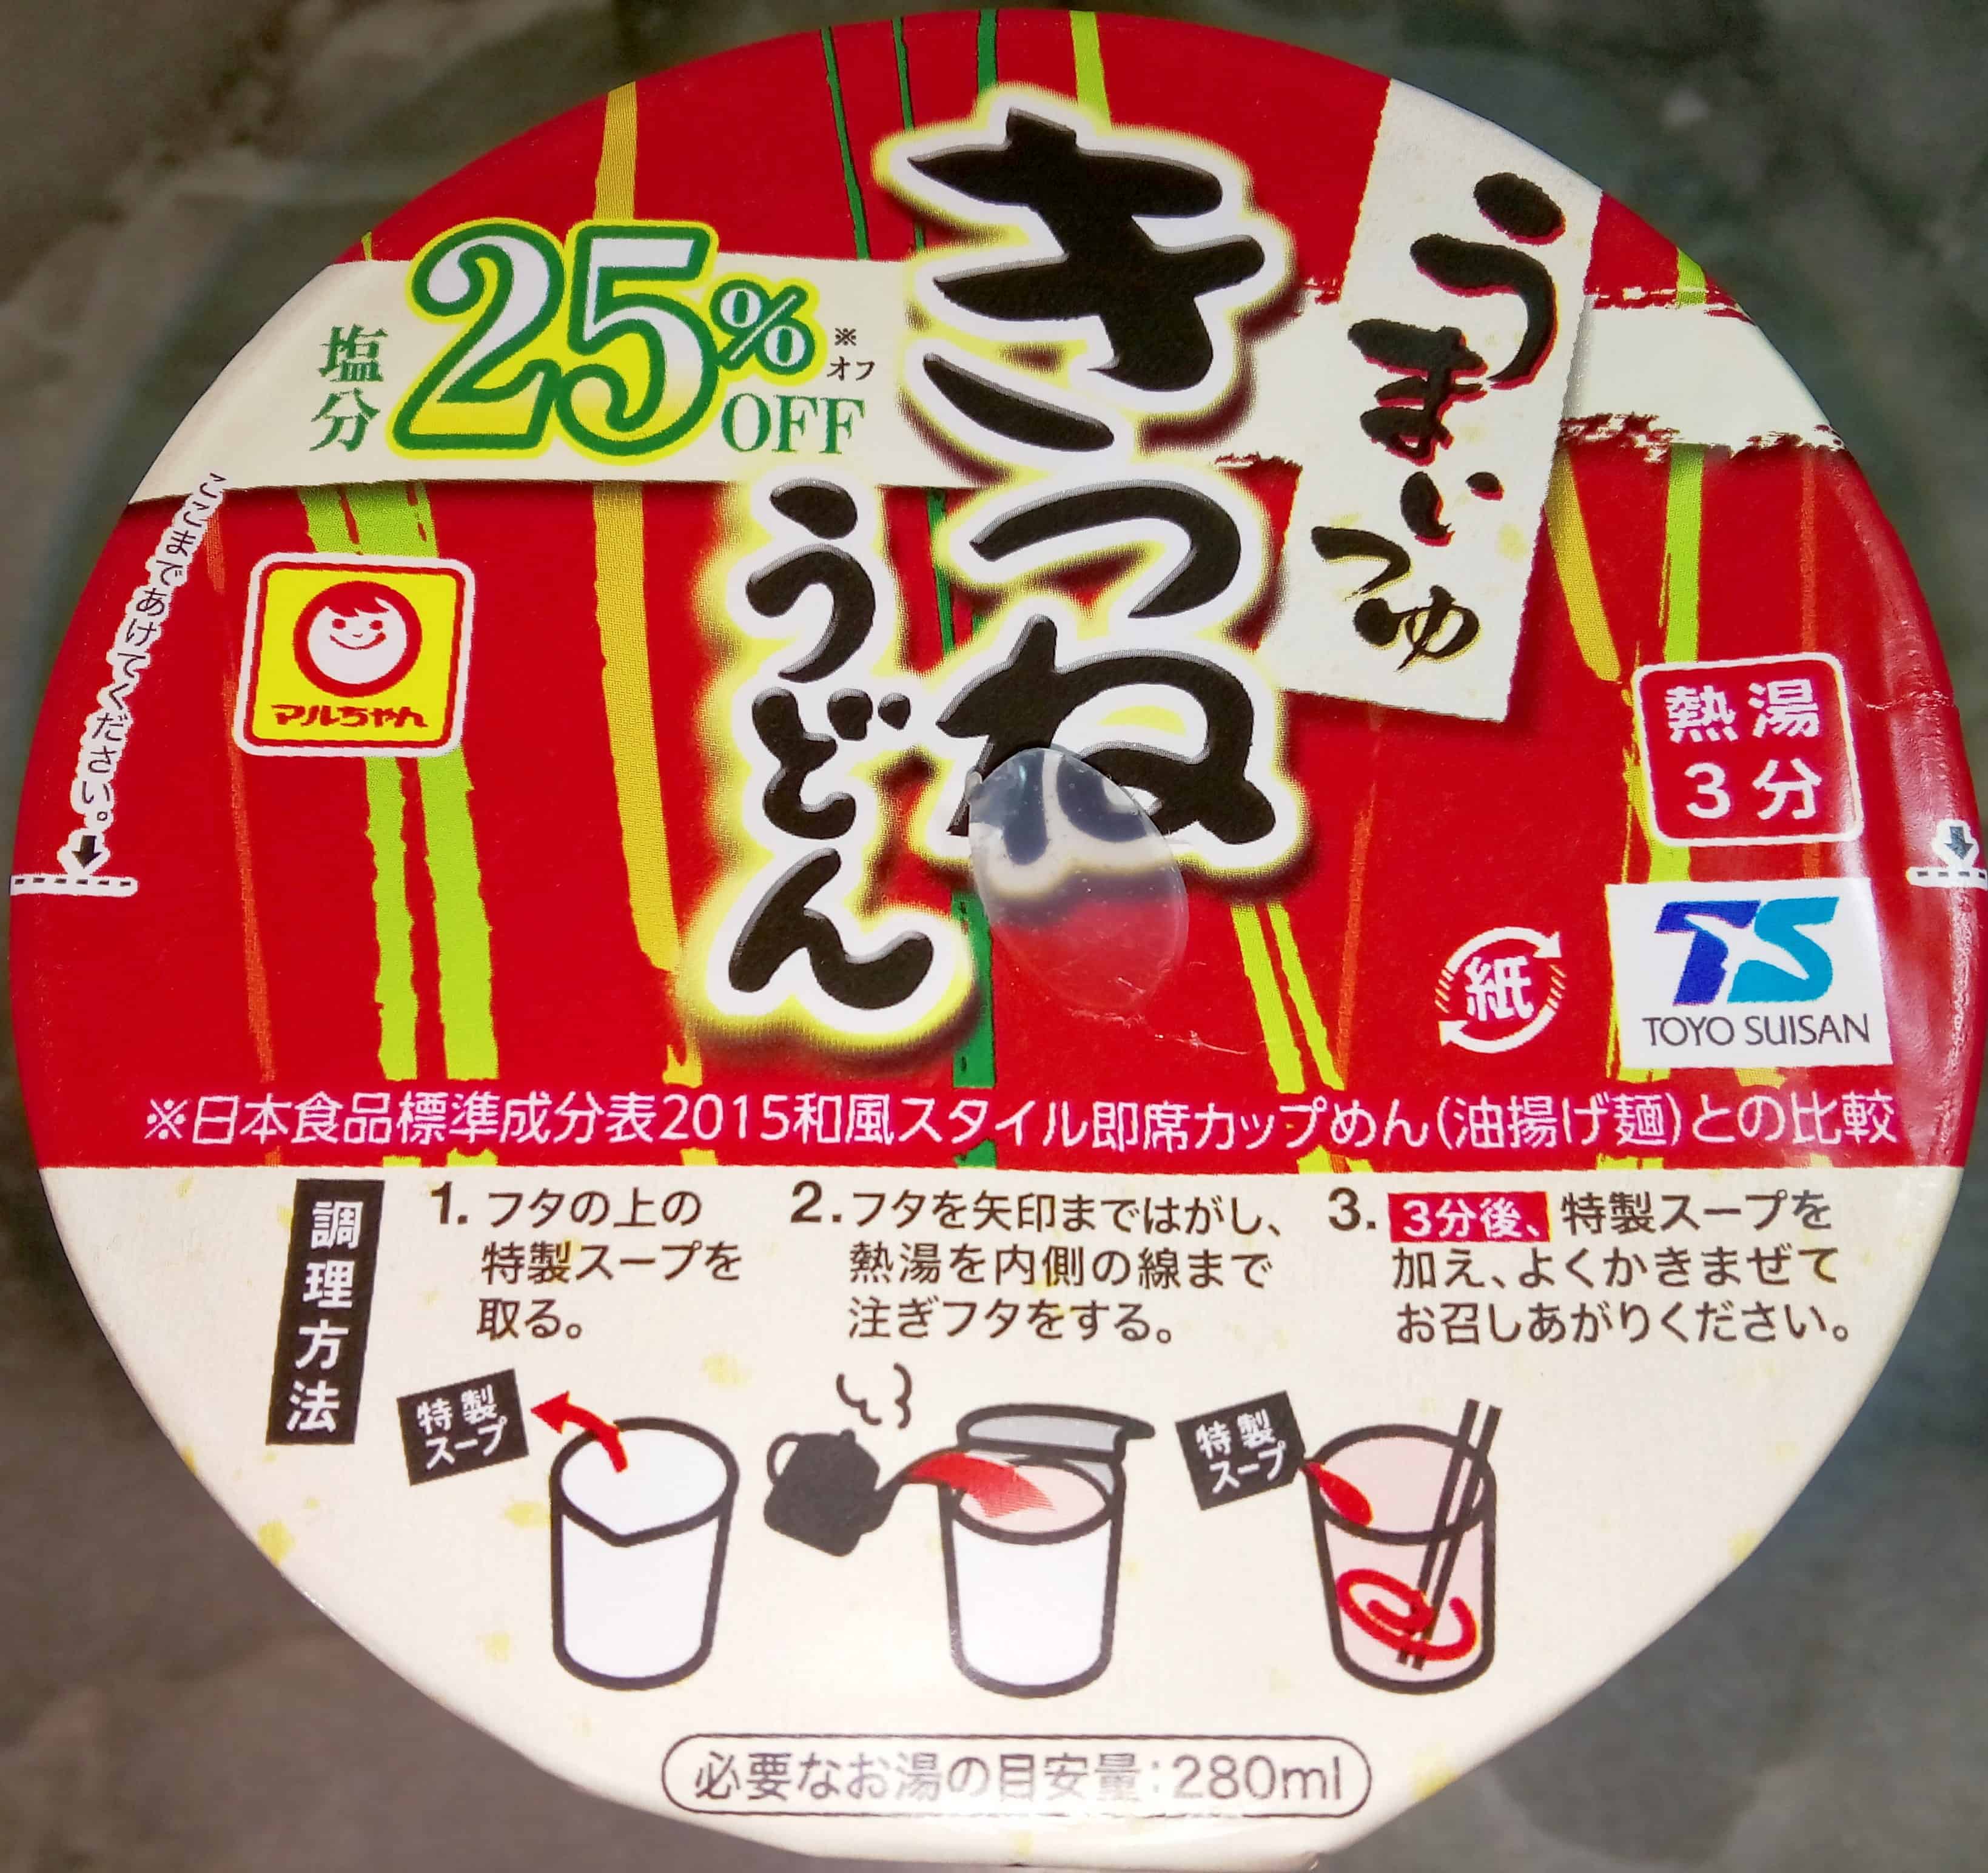 うまいつゆ
きつね
うどん
塩分25%OFF
※
オフ
ここまであけてください。
マルちゃん
熱湯
3分
紙
TS
TOYO SUISAN
※日本食品標準成分表2015和風スタイル即席カップめん(油揚げ麺)との比較
調理方法
1.フタの上の
特製スープを
取る。
2.フタを矢印まではがし、
熱湯を内側の線まで
注ぎフタをする。
3.3分後、特製スープを
加え、よくかきまぜて
お召しあがりください。
特製
スープ
特製
スープ
必要なお湯の目安量:280ml